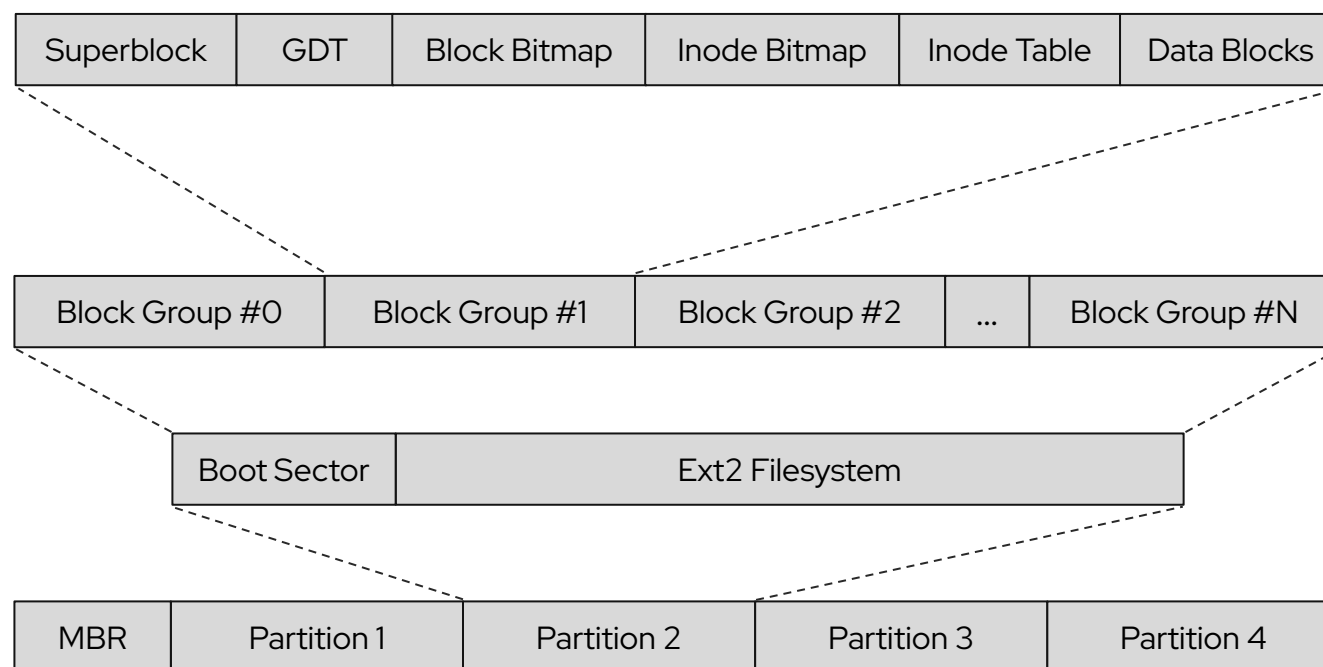 Superblock GDT Block Bitmap Inode Bitmap Inode Table Data Blocks
Block Group #0 Block Group #1 Block Group #2 ... Block Group #N
Boot Sector Ext2 Filesystem
MBR Partition 1 Partition 2 Partition 3 Partition 4